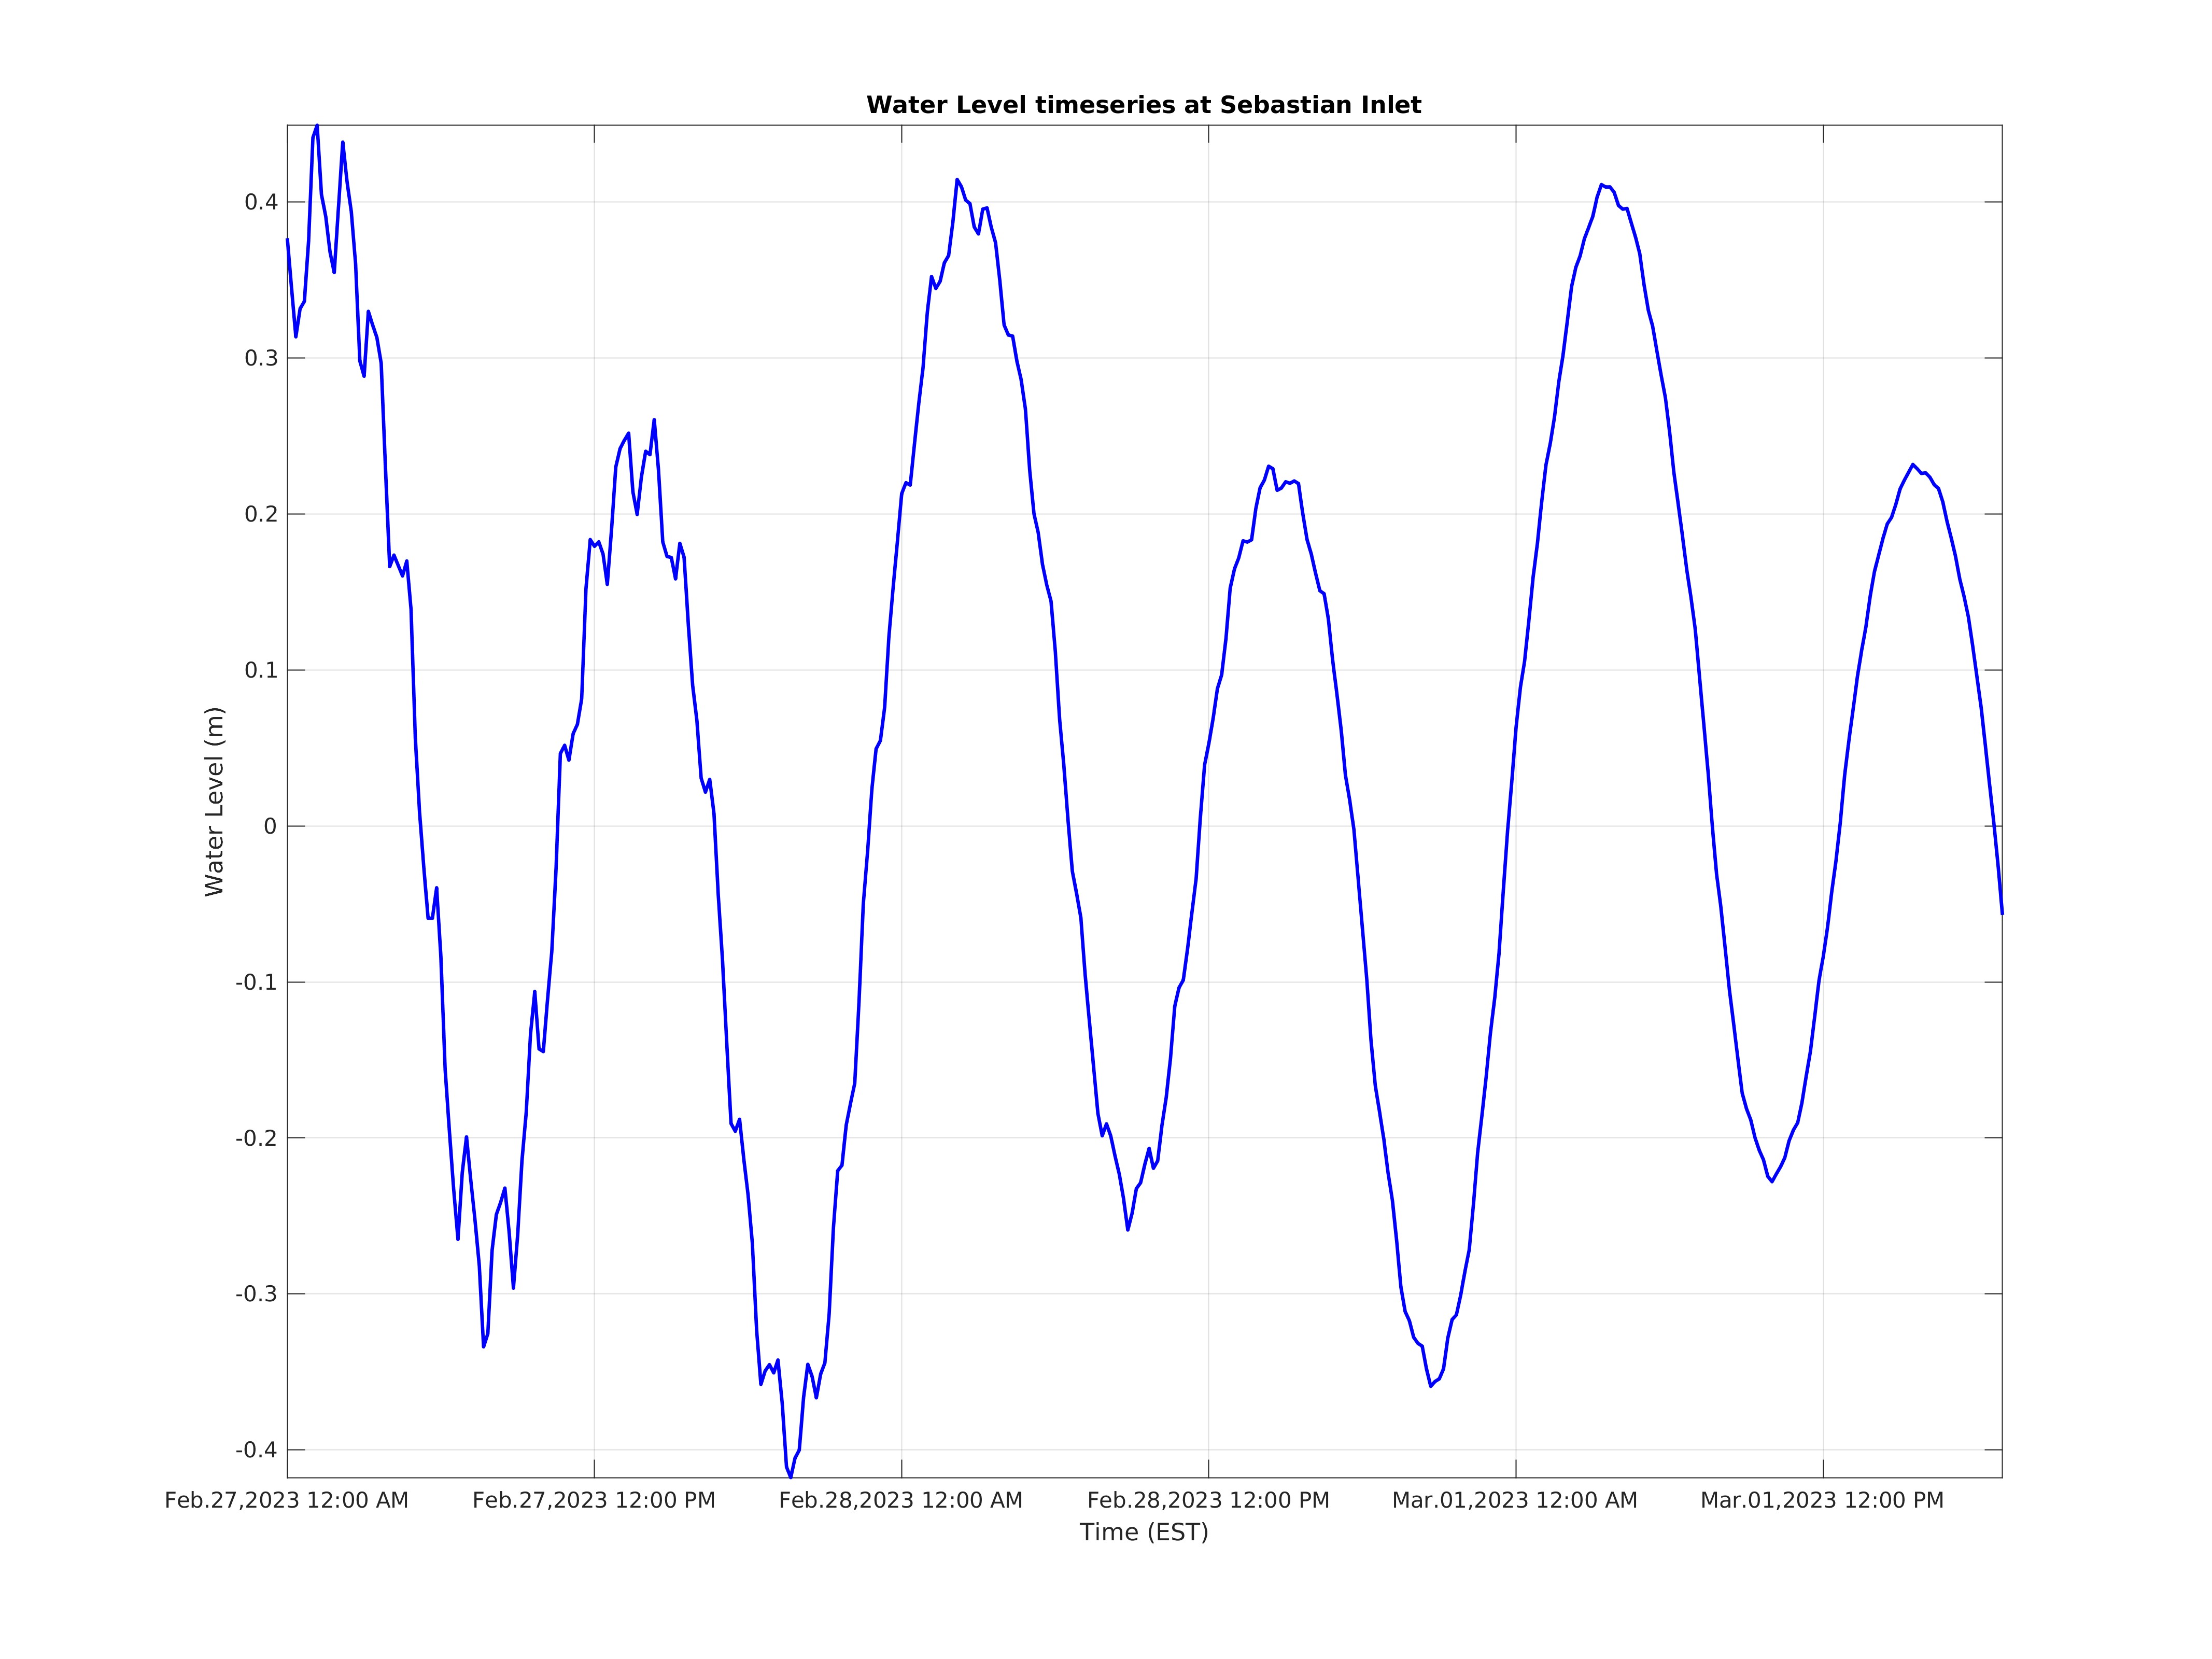 Water Level timeseries at Sebastian Inlet
0.4
0.3
0.2
0.1
0
-0.1
-0.2
-0.3
-0.4
Water Level (m)
Feb.27,2023 12:00 AM Feb.27,2023 12:00 PM Feb.28,2023 12:00 AM Feb.28,2023 12:00 PM Mar.01,2023 12:00 AM Mar.01,2023 12:00 PM
Time (EST)